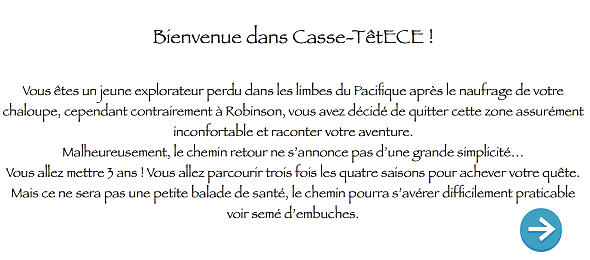 Bienvenue dans Casse-TêtECE !
Vous êtes un jeune explorateur perdu dans les limbes du Pacifique après le naufrage de votre
chaloupe, cependant contrairement à Robinson, vous avez décidé de quitter cette zone assurément
inconfortable et raconter votre aventure.
Malheureusement, le chemin retour ne s’annonce pas d’une grande simplicité…
Vous allez mettre 3 ans ! Vous allez parcourir trois fois les quatre saisons pour achever votre quête.
Mais ce ne sera pas une petite balade de santé, le chemin pourra s’avérer difficilement praticable
voir semé d’embuches.